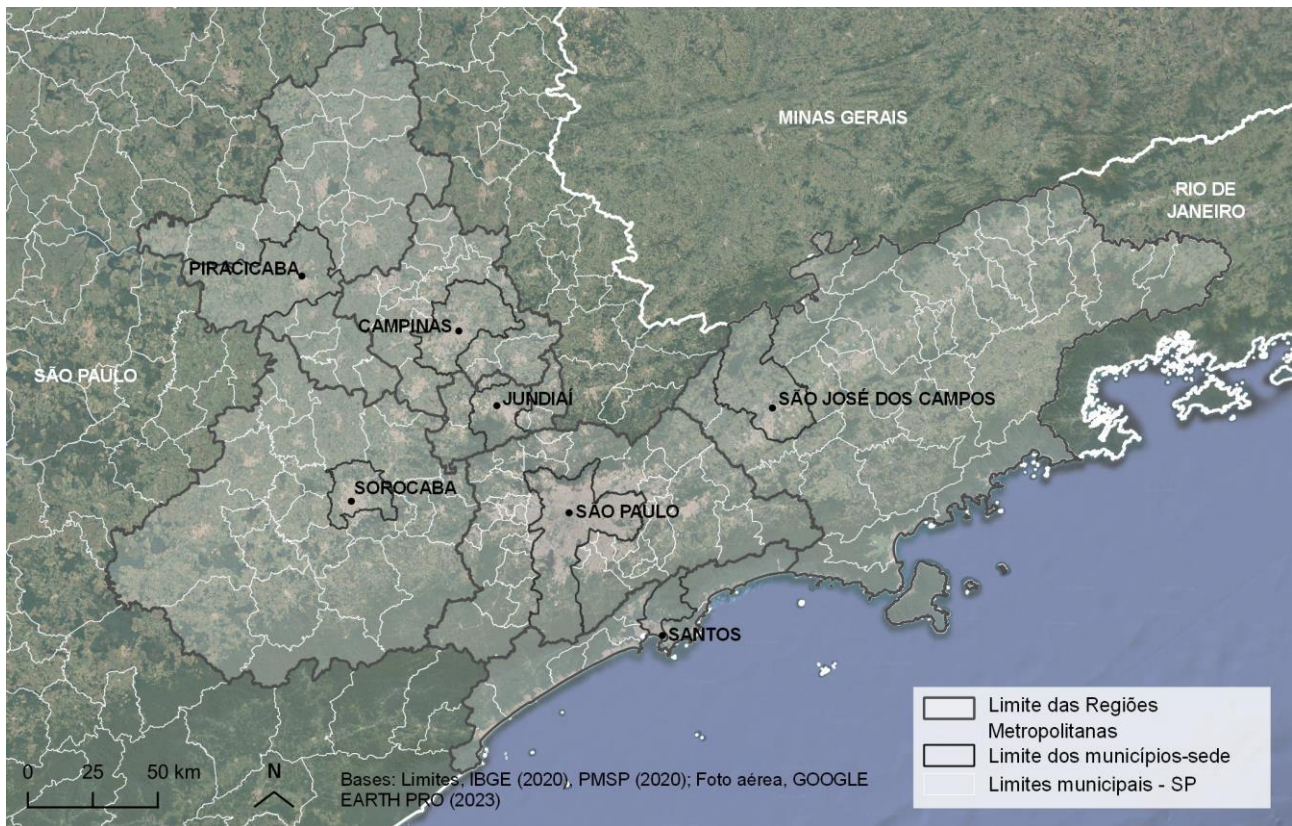 MINAS GERAIS
RIO DE
JANEIRO
PIRACICABA
CAMPINAS
SÃO PAULO
JUNDIAÍ
SÃO JOSÉ DOS CAMPOS
SOROCABA
SÃO PAULO
SANTOS
Limite das Regiões
Metropolitanas
Limite dos municípios-sede
Limites municipais - SP
0 25 50 km
N
Bases: Limites, IBGE (2020), PMSP (2020); Foto aérea, GOOGLE
EARTH PRO (2023)